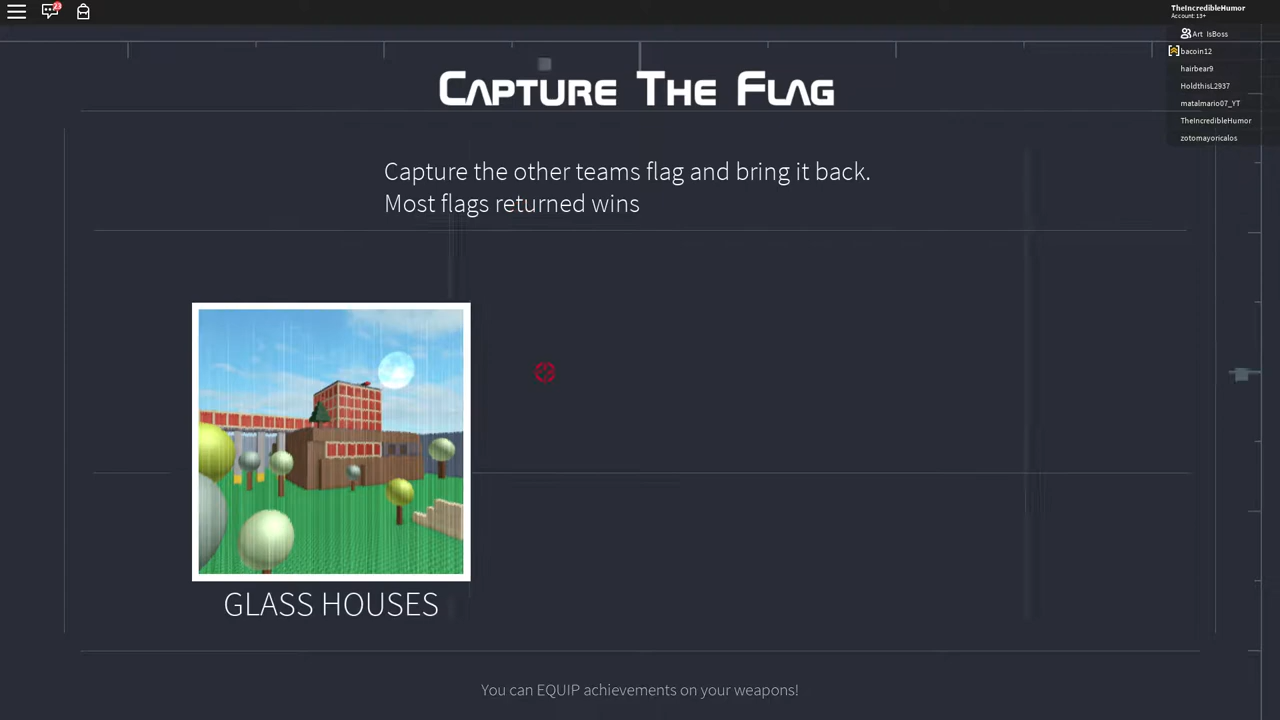 23
TheIncredibleHumor
Account: 13+
Art_IsBoss
bacoin12
hairbear9
HoldthisL2937
matalmario07_YT
TheIncredibleHumor
zotomayoricalos
Capture The Flag
Capture the other teams flag and bring it back.
Most flags returned wins
GLASS HOUSES
You can EQUIP achievements on your weapons!